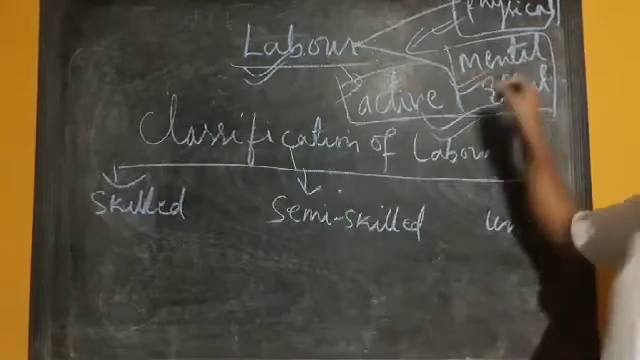 physical
Labour
mental
active
Classification of Labour
Skilled
Semi-skilled